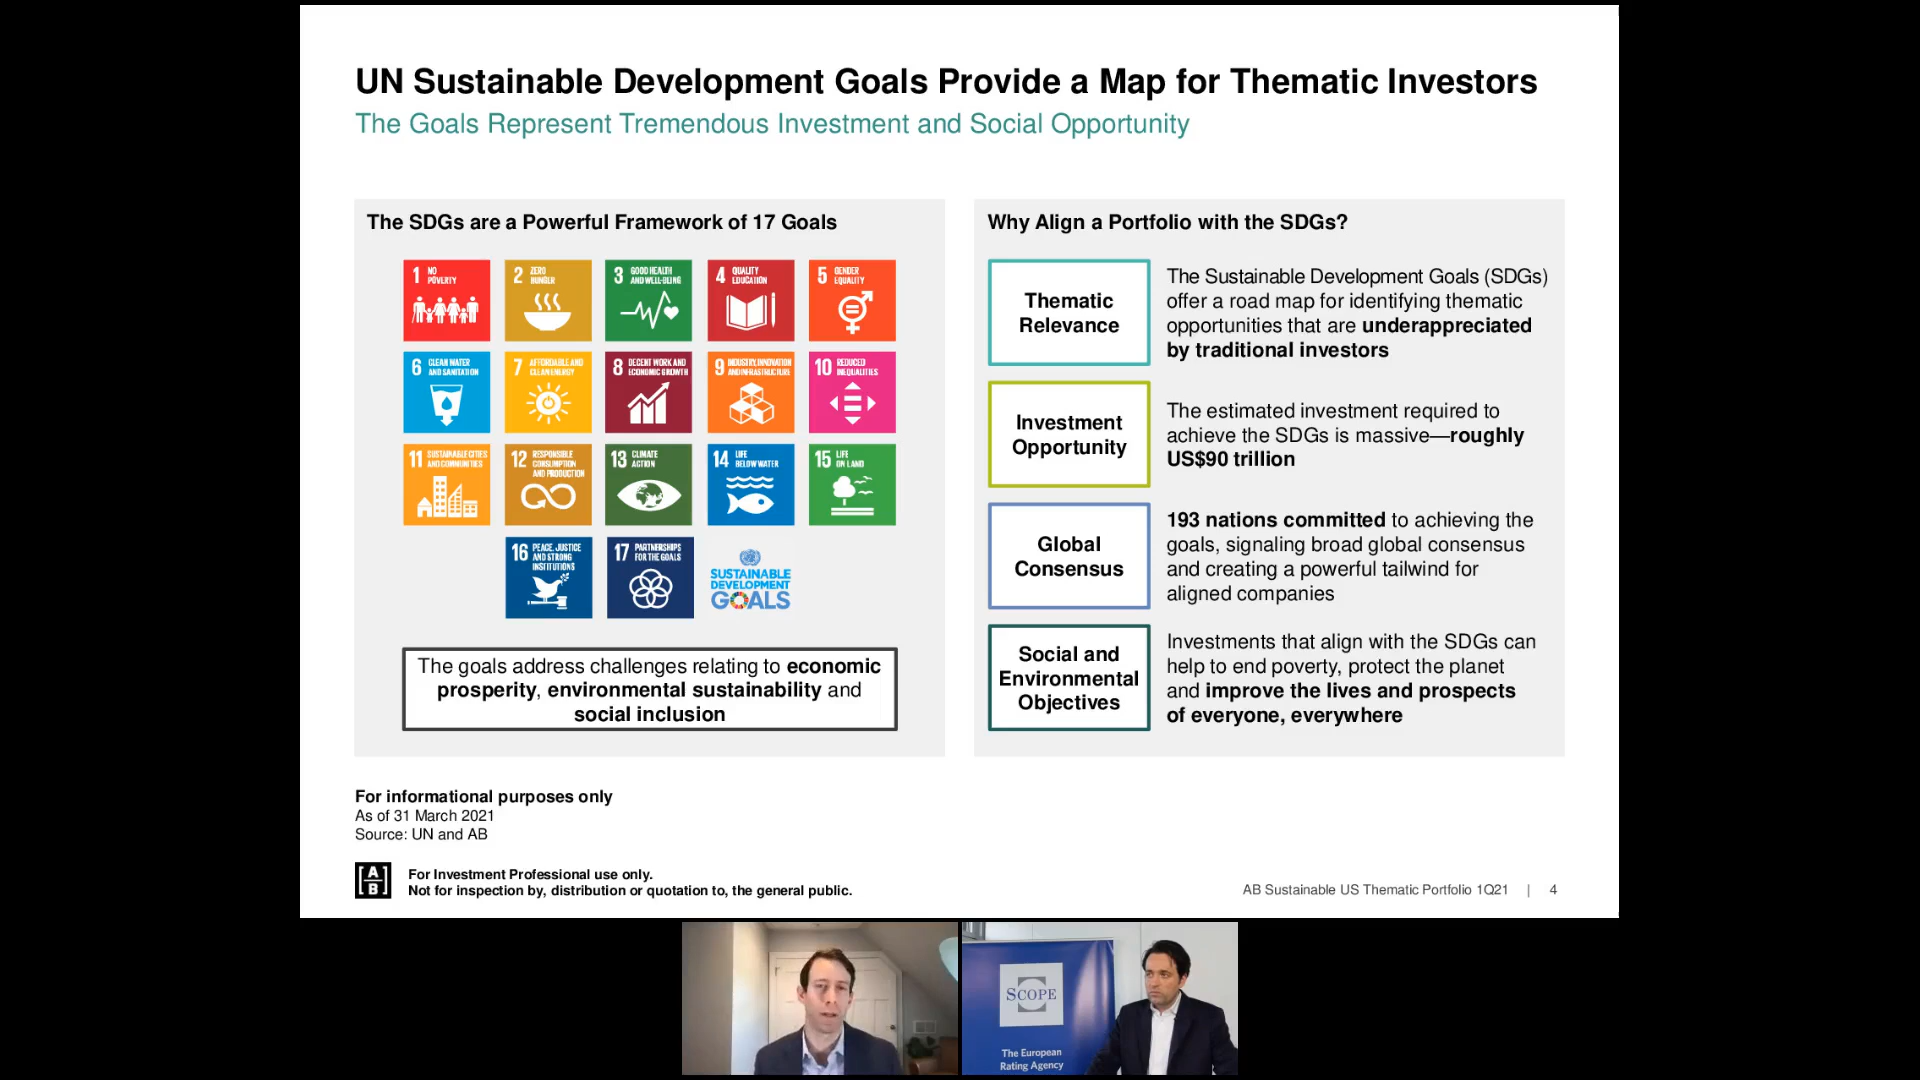 UN Sustainable Development Goals Provide a Map for Thematic Investors
The Goals Represent Tremendous Investment and Social Opportunity
The SDGs are a Powerful Framework of 17 Goals
1 NO
POVERTY
2 ZERO
HUNGER
3 GOOD HEALTH
AND WELL-BEING
4 QUALITY
EDUCATION
5 GENDER
EQUALITY
6 CLEAN WATER
AND SANITATION
7 AFFORDABLE AND
CLEAN ENERGY
8 DECENT WORK AND
ECONOMIC GROWTH
9 INDUSTRY, INNOVATION
AND INFRASTRUCTURE
10 REDUCED
INEQUALITIES
11 SUSTAINABLE CITIES
AND COMMUNITIES
12 RESPONSIBLE
CONSUMPTION
AND PRODUCTION
13 CLIMATE
ACTION
14 LIFE
BELOW WATER
15 LIFE
ON LAND
16 PEACE, JUSTICE
AND STRONG
INSTITUTIONS
17 PARTNERSHIPS
FOR THE GOALS
SUSTAINABLE
DEVELOPMENT
GOALS
The goals address challenges relating to economic
prosperity, environmental sustainability and
social inclusion
Why Align a Portfolio with the SDGs?
Thematic
Relevance
The Sustainable Development Goals (SDGs)
offer a road map for identifying thematic
opportunities that are underappreciated
by traditional investors
Investment
Opportunity
The estimated investment required to
achieve the SDGs is massive—roughly
US$90 trillion
Global
Consensus
193 nations committed to achieving the
goals, signaling broad global consensus
and creating a powerful tailwind for
aligned companies
Social and
Environmental
Objectives
Investments that align with the SDGs can
help to end poverty, protect the planet
and improve the lives and prospects
of everyone, everywhere
For informational purposes only
As of 31 March 2021
Source: UN and AB
[A
B]
For Investment Professional use only.
Not for inspection by, distribution or quotation to, the general public.
AB Sustainable US Thematic Portfolio 1Q21 | 4
SCOPE
The European
Rating Agency